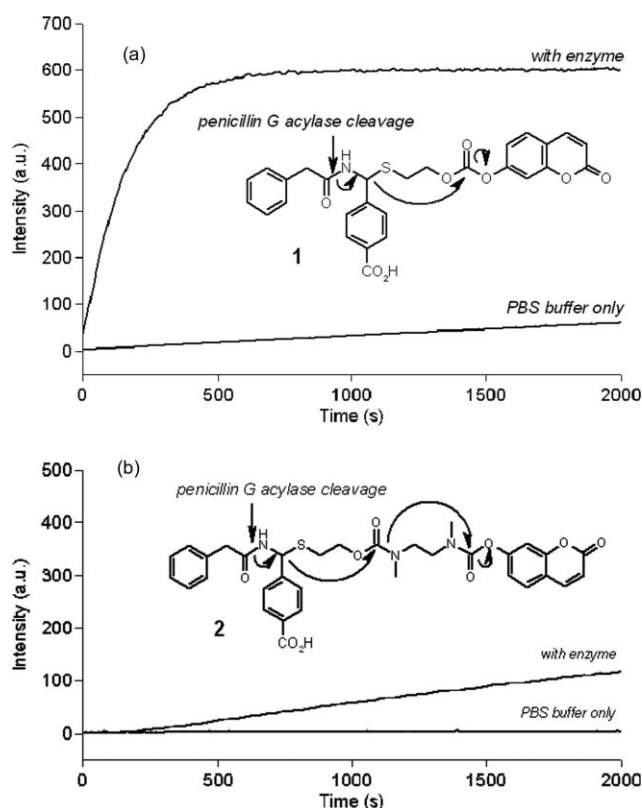 (a)
700
600
500
400
300
200
100
0
Intensity (a.u.)
with enzyme
penicillin G acylase cleavage
H
N
S
O
O
O
O
O
O
O
1
CO2H
PBS buffer only
0
500
1000
1500
2000
Time (s)
(b)
500
400
300
200
100
0
Intensity (a.u.)
penicillin G acylase cleavage
H
N
S
O
O
O
N
N
O
O
O
O
2
CO2H
with enzyme
PBS buffer only
0
500
1000
1500
2000
Time (s)